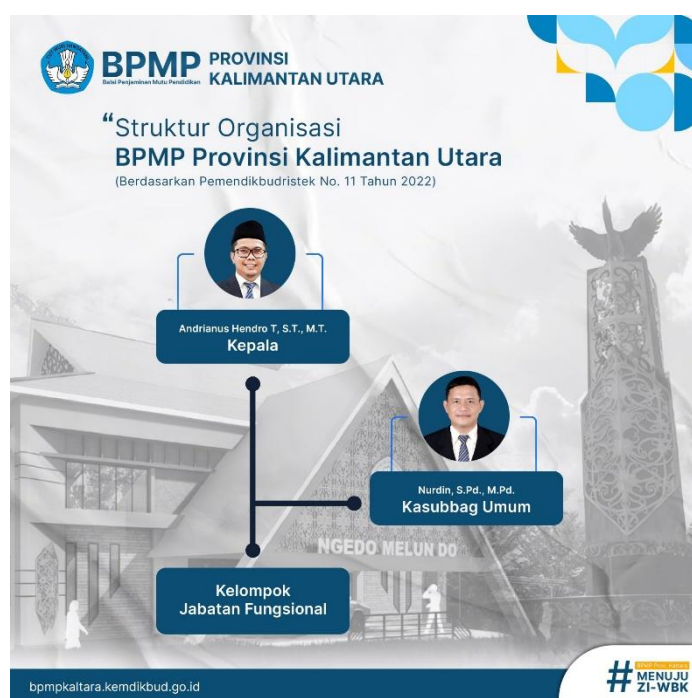 BPMP PROVINSI
Balai Penjaminan Mutu Pendidikan KALIMANTAN UTARA
“Struktur Organisasi
BPMP Provinsi Kalimantan Utara
(Berdasarkan Pemendikbudristek No. 11 Tahun 2022)
Andrianus Hendro T, S.T., M.T.
Kepala
Nurdin, S.Pd., M.Pd.
Kasubbag Umum
NGEDO MELUN DO
Kelompok
Jabatan Fungsional
bpmpkaltara.kemdikbud.go.id
BPMP Prov. Kaltara
# MENUJU
ZI-WBK